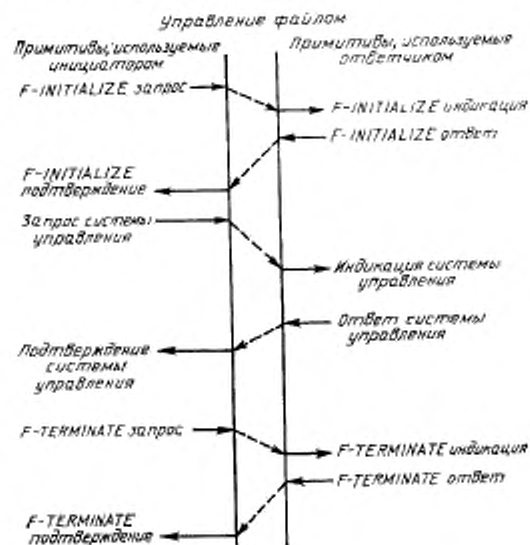 Управление файлом
Примитивы, используемые
инициатором
Примитивы, используемые
ответчиком
F-INITIALIZE запрос
F-INITIALIZE индикация
F-INITIALIZE ответ
F-INITIALIZE
подтверждение
Запрос системы
управления
Индикация системы
управления
Ответ системы
управления
Подтверждение
системы
управления
F-TERMINATE запрос
F-TERMINATE индикация
F-TERMINATE ответ
F-TERMINATE
подтверждение